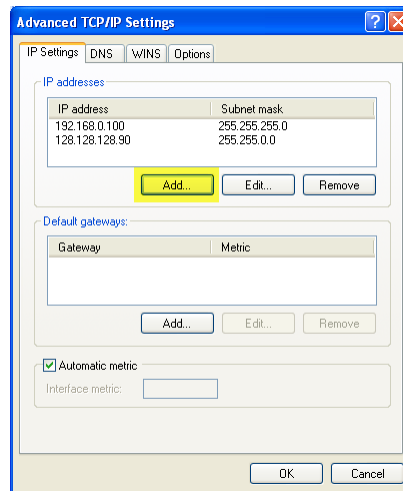 Advanced TCP/IP Settings
IP Settings DNS WINS Options
IP addresses
IP address Subnet mask
192.168.0.100 255.255.255.0
128.128.128.90 255.255.0.0
Add... Edit... Remove
Default gateways:
Gateway Metric
Add... Edit... Remove
Automatic metric
Interface metric:
OK Cancel